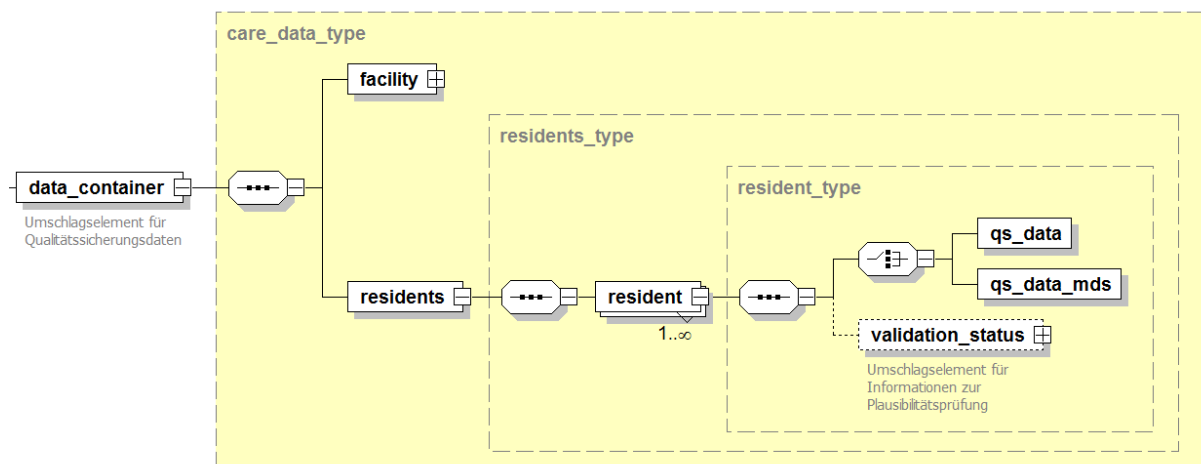 care_data_type
facility
residents_type
resident_type
data_container
Umschlagselement für
Qualitätssicherungsdaten
qs_data
qs_data_mds
residents
resident
1..∞
validation_status
Umschlagselement für
Informationen zur
Plausibilitätsprüfung